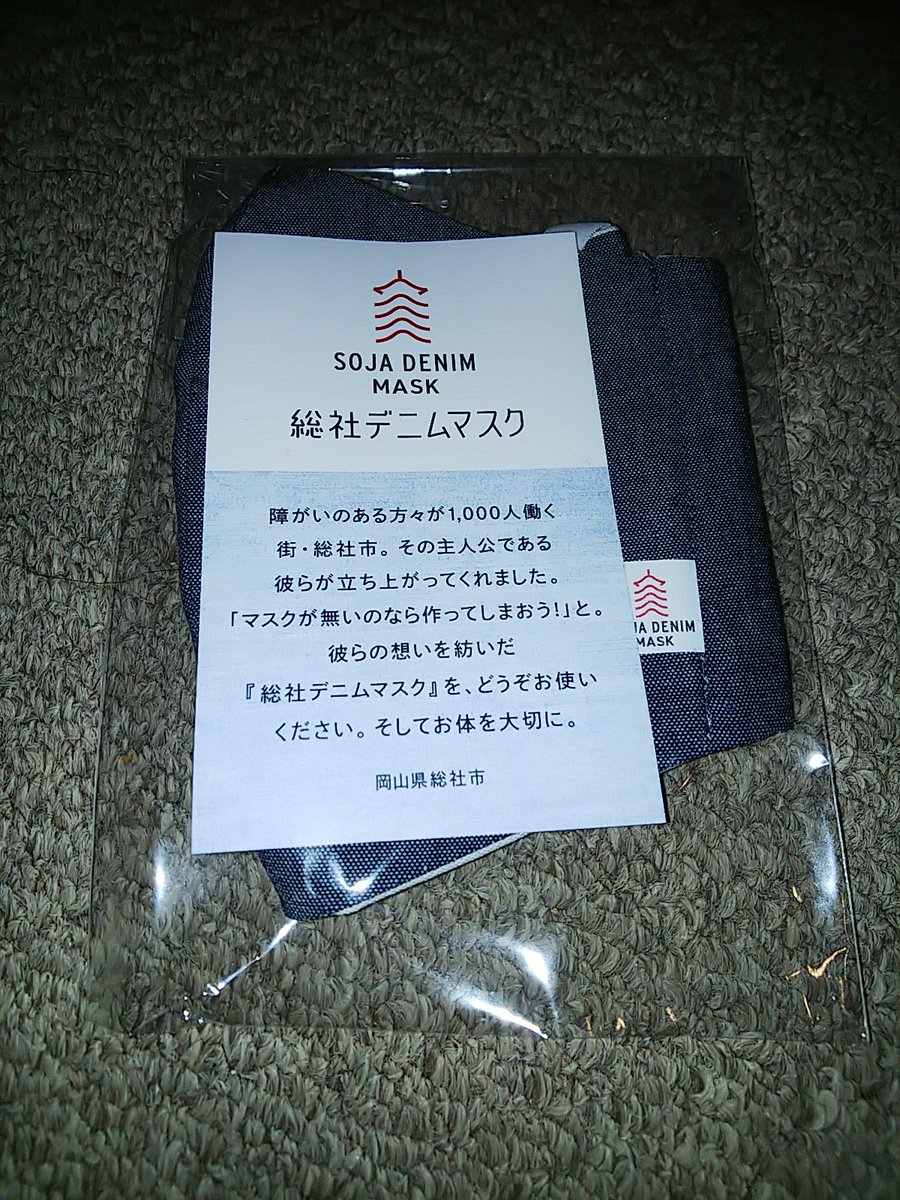 SOJA DENIM
MASK
総社デニムマスク
障がいのある方々が1,000人働く
街・総社市。その主人公である
彼らが立ち上がってくれました。
「マスクが無いのなら作ってしまおう!」と。
彼らの想いを紡いだ
『総社デニムマスク』を、どうぞお使い
ください。そしてお体を大切に。
岡山県総社市
JA DENIM
MASK